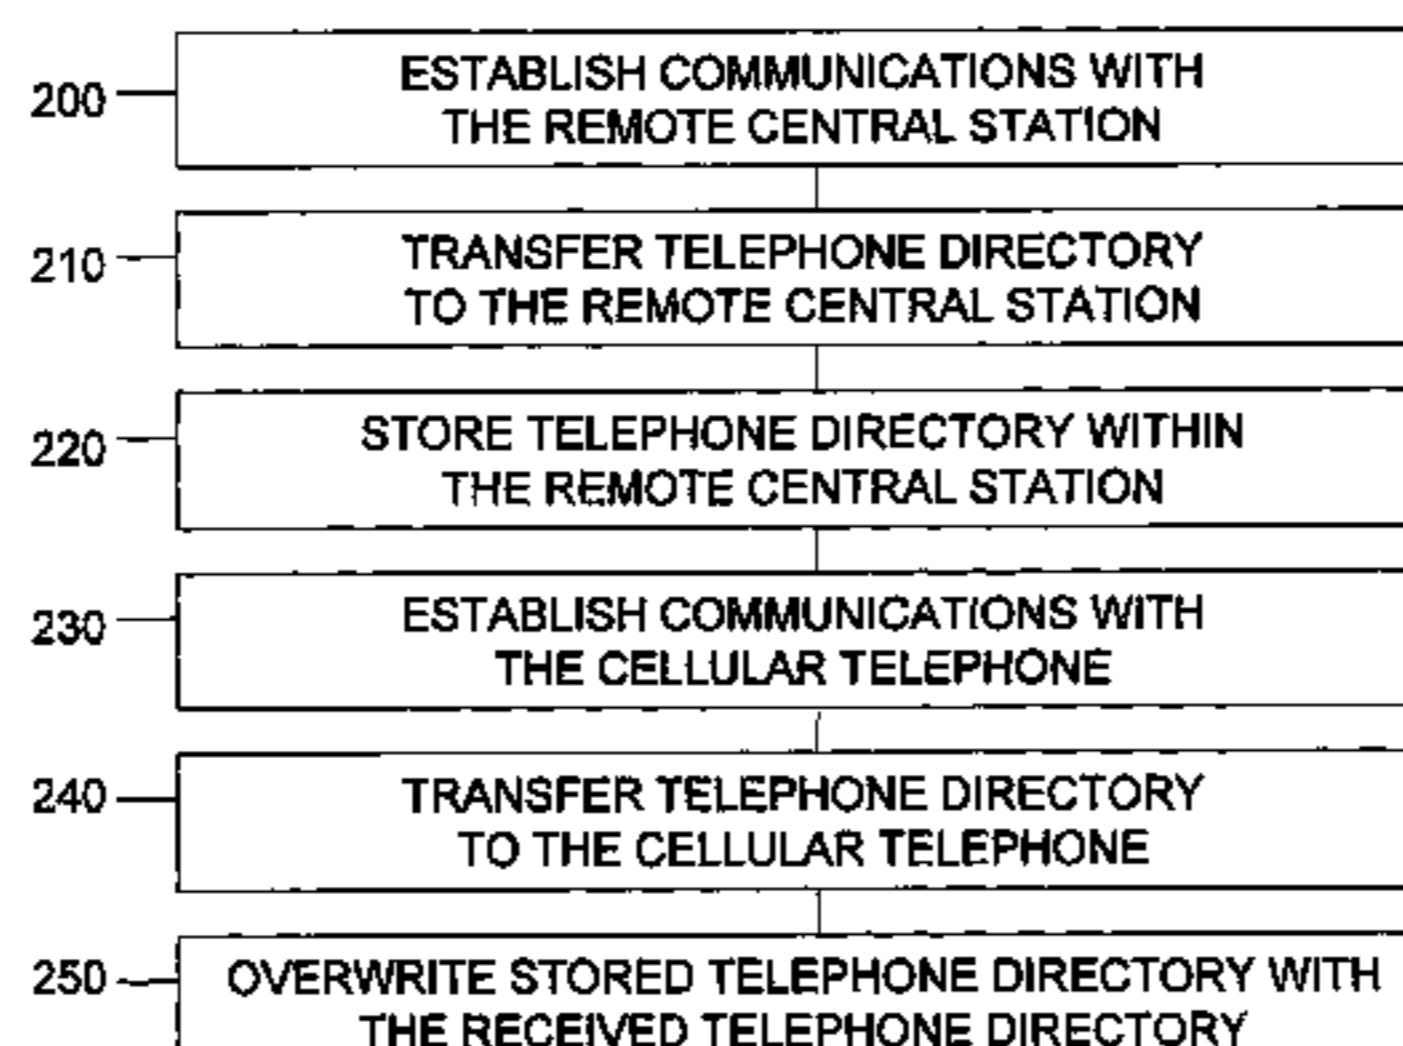 200
ESTABLISH COMMUNICATIONS WITH
THE REMOTE CENTRAL STATION
210
TRANSFER TELEPHONE DIRECTORY
TO THE REMOTE CENTRAL STATION
220
STORE TELEPHONE DIRECTORY WITHIN
THE REMOTE CENTRAL STATION
230
ESTABLISH COMMUNICATIONS WITH
THE CELLULAR TELEPHONE
240
TRANSFER TELEPHONE DIRECTORY
TO THE CELLULAR TELEPHONE
250
OVERWRITE STORED TELEPHONE DIRECTORY WITH
THE RECEIVED TELEPHONE DIRECTORY